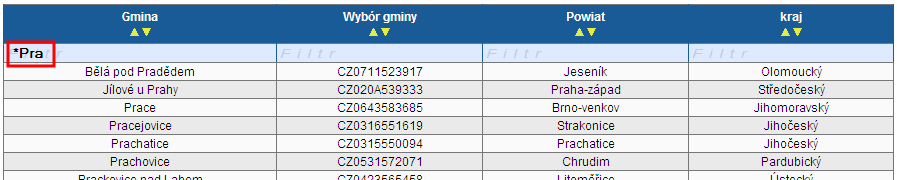 Gmina Wybór gminy Powiat kraj
*Pra Filtr Filtr Filtr
Bělá pod Pradědem CZ0711523917 Jeseník Olomoucký
Jílové u Prahy CZ020A539333 Praha-západ Středočeský
Prace CZ0643583685 Brno-venkov Jihomoravský
Pracejovice CZ0316551619 Strakonice Jihočeský
Prachatice CZ0315550094 Prachatice Jihočeský
Prachovice CZ0531572071 Chrudim Pardubický
Prackovice nad Labem CZ0423565458 Litoměřice Ústecký